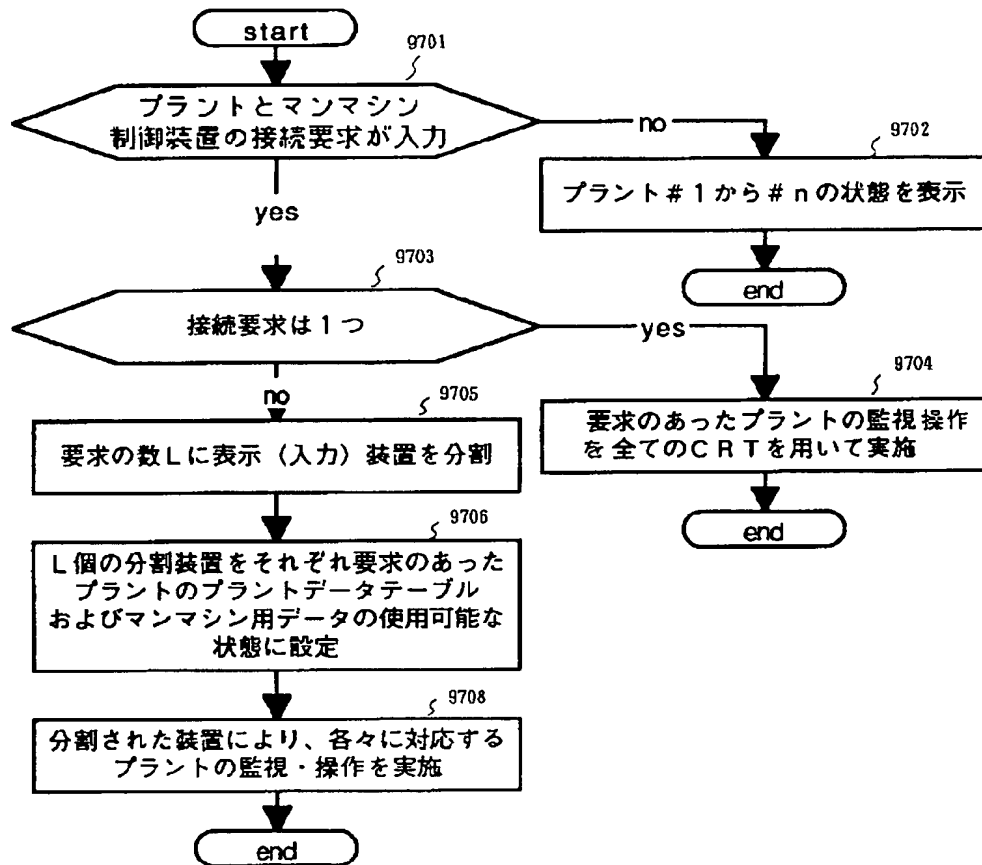 start
9701
プラントとマンマシン
制御装置の接続要求が入力
no
9702
プラント＃１から＃ｎの状態を表示
end
yes
9703
接続要求は１つ
yes
9704
要求のあったプラントの監視操作
を全てのＣＲＴを用いて実施
end
no
9705
要求の数Ｌに表示（入力）装置を分割
9706
Ｌ個の分割装置をそれぞれ要求のあった
プラントのプラントデータテーブル
およびマンマシン用データの使用可能な
状態に設定
9708
分割された装置により、各々に対応する
プラントの監視・操作を実施
end